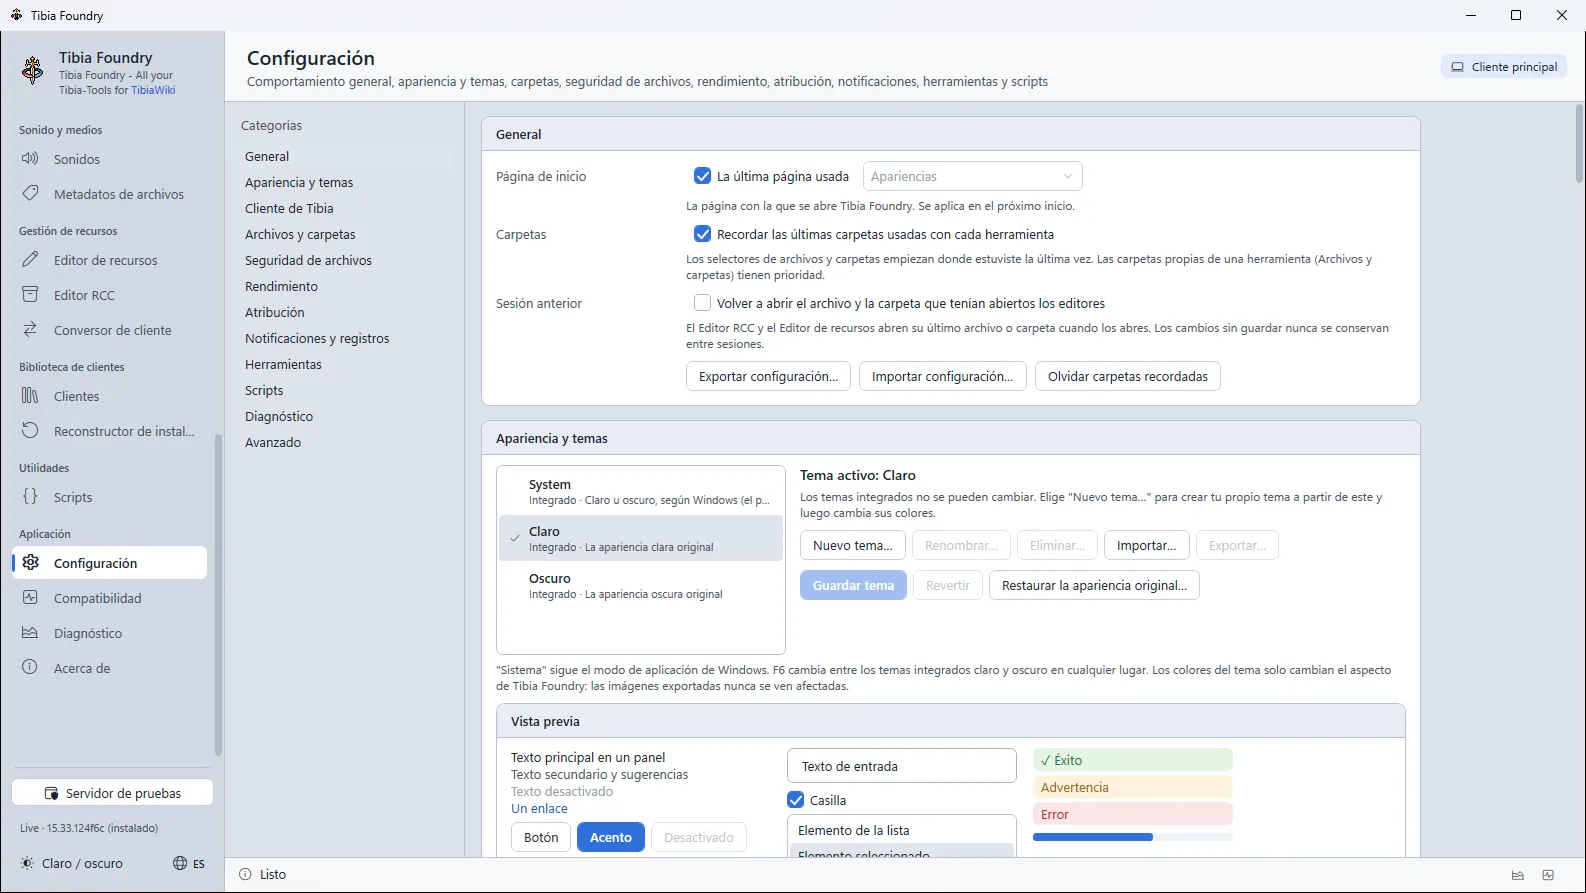 Tibia Foundry
Tibia Foundry
Tibia Foundry - All your
Tibia-Tools for TibiaWiki
Sonido y medios
Sonidos
Metadatos de archivos
Gestión de recursos
Editor de recursos
Editor RCC
Conversor de cliente
Biblioteca de clientes
Clientes
Reconstructor de instal...
Utilidades
Scripts
Aplicación
Configuración
Compatibilidad
Diagnóstico
Acerca de
Servidor de pruebas
Live · 15.33.124f6c (instalado)
Claro / oscuro
ES
Configuración
Comportamiento general, apariencia y temas, carpetas, seguridad de archivos, rendimiento, atribución, notificaciones, herramientas y scripts
Cliente principal
Categorías
General
Apariencia y temas
Cliente de Tibia
Archivos y carpetas
Seguridad de archivos
Rendimiento
Atribución
Notificaciones y registros
Herramientas
Scripts
Diagnóstico
Avanzado
General
Página de inicio
La última página usada
Apariencias
La página con la que se abre Tibia Foundry. Se aplica en el próximo inicio.
Carpetas
Recordar las últimas carpetas usadas con cada herramienta
Los selectores de archivos y carpetas empiezan donde estuviste la última vez. Las carpetas propias de una herramienta (Archivos y
carpetas) tienen prioridad.
Sesión anterior
Volver a abrir el archivo y la carpeta que tenían abiertos los editores
El Editor RCC y el Editor de recursos abren su último archivo o carpeta cuando los abres. Los cambios sin guardar nunca se conservan
entre sesiones.
Exportar configuración...
Importar configuración...
Olvidar carpetas recordadas
Apariencia y temas
System
Integrado · Claro u oscuro, según Windows (el p...
Claro
Integrado · La apariencia clara original
Oscuro
Integrado · La apariencia oscura original
Tema activo: Claro
Los temas integrados no se pueden cambiar. Elige "Nuevo tema..." para crear tu propio tema a partir de este y
luego cambia sus colores.
Nuevo tema...
Renombrar...
Eliminar...
Importar...
Exportar...
Guardar tema
Revertir
Restaurar la apariencia original...
"Sistema" sigue el modo de aplicación de Windows. F6 cambia entre los temas integrados claro y oscuro en cualquier lugar. Los colores del tema solo cambian el aspecto
de Tibia Foundry: las imágenes exportadas nunca se ven afectadas.
Vista previa
Texto principal en un panel
Texto secundario y sugerencias
Texto desactivado
Un enlace
Botón
Acento
Desactivado
Texto de entrada
Casilla
Elemento de la lista
Elemento seleccionado
✓ Éxito
Advertencia
Error
Listo